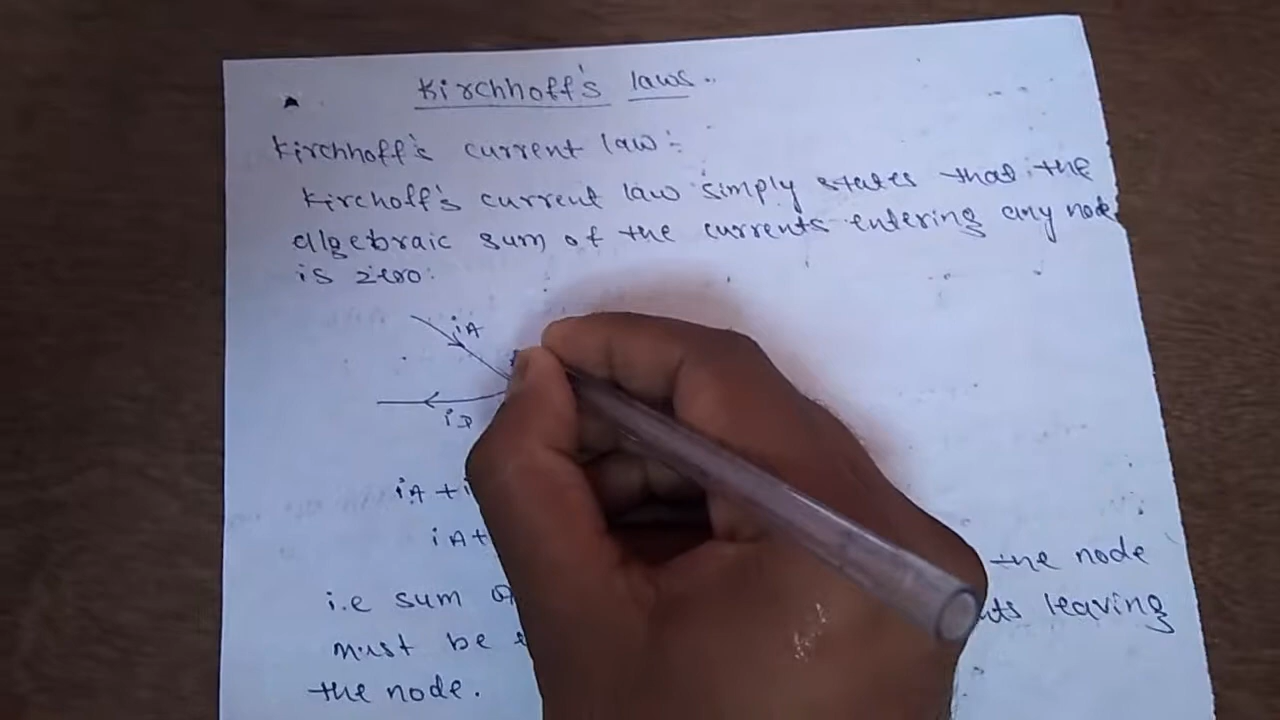 Kirchhoff's laws..
Kirchhoff's current law :-
Kirchoff's current law simply states that the
algebraic sum of the currents entering any node
is zero.
iA
iD
iA +
iA+
i.e sum the node
must be leaving
the node.